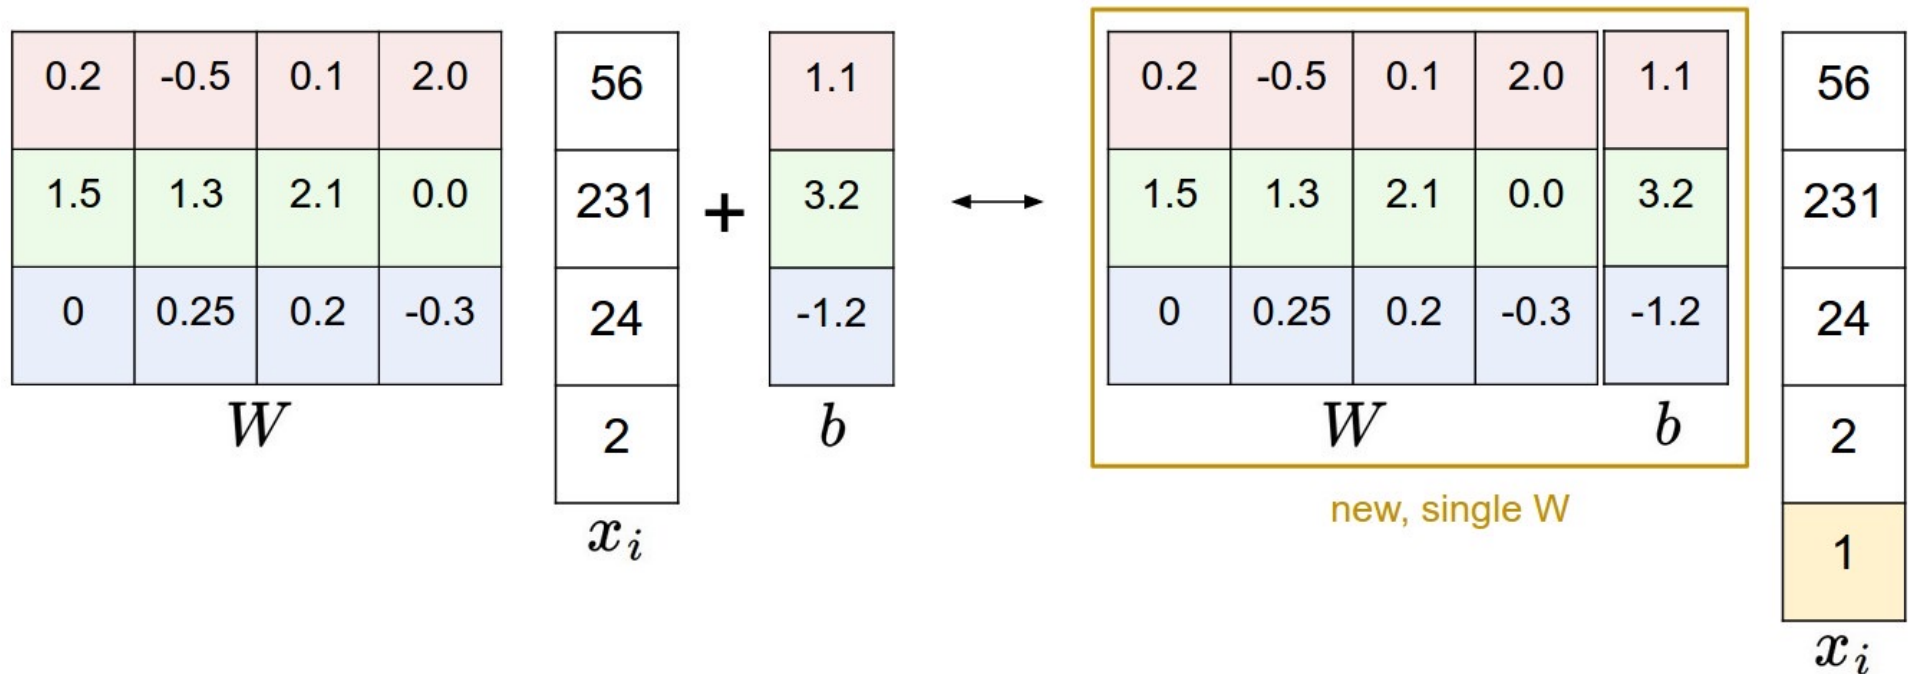 0.2 -0.5 0.1 2.0 56 1.1 0.2 -0.5 0.1 2.0 1.1 56
1.5 1.3 2.1 0.0 231 + 3.2 1.5 1.3 2.1 0.0 3.2 231
0 0.25 0.2 -0.3 24 -1.2 0 0.25 0.2 -0.3 -1.2 24
W 2 b W b 2
new, single W
x_i 1
x_i